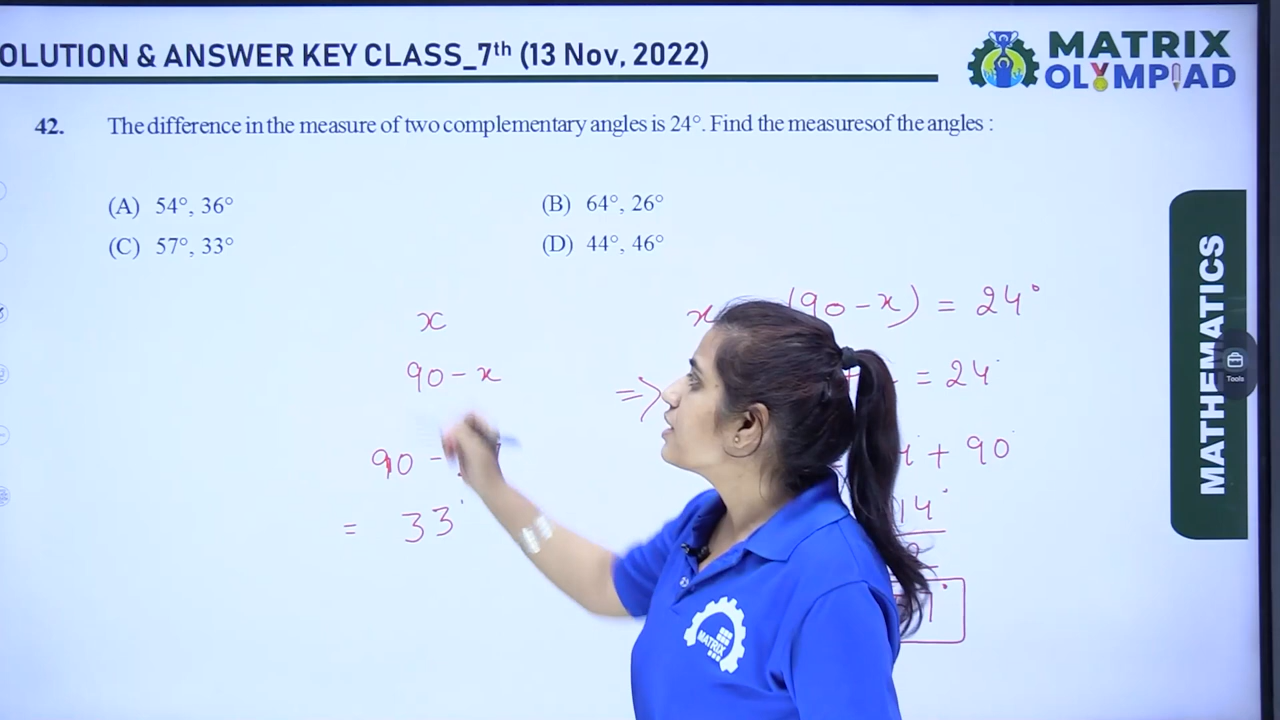 OLUTION & ANSWER KEY CLASS_7th (13 Nov, 2022)
MATRIX
OLYMPIAD
42. The difference in the measure of two complementary angles is 24°. Find the measuresof the angles :
(A) 54°, 36°
(B) 64°, 26°
(C) 57°, 33°
(D) 44°, 46°
MATHEMATICS
Tools
x
90 - x
90 -
= 33°
x (90 - x) = 24°
=> = 24°
+ 90°
14°
MATRIX